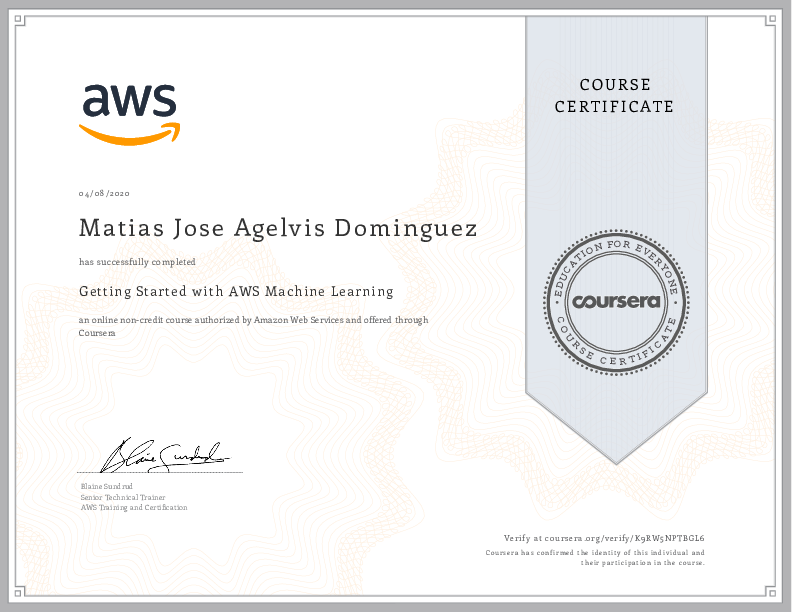 aws
COURSE
CERTIFICATE
04/08/2020
Matias Jose Agelvis Dominguez
has successfully completed
Getting Started with AWS Machine Learning
an online non-credit course authorized by Amazon Web Services and offered through
Coursera
EDUCATION FOR EVERYONE
coursera
COURSE CERTIFICATE
Blaine Sundrud
Blaine Sundrud
Senior Technical Trainer
AWS Training and Certification
Verify at coursera.org/verify/K9RW5NPTBGL6
Coursera has confirmed the identity of this individual and
their participation in the course.